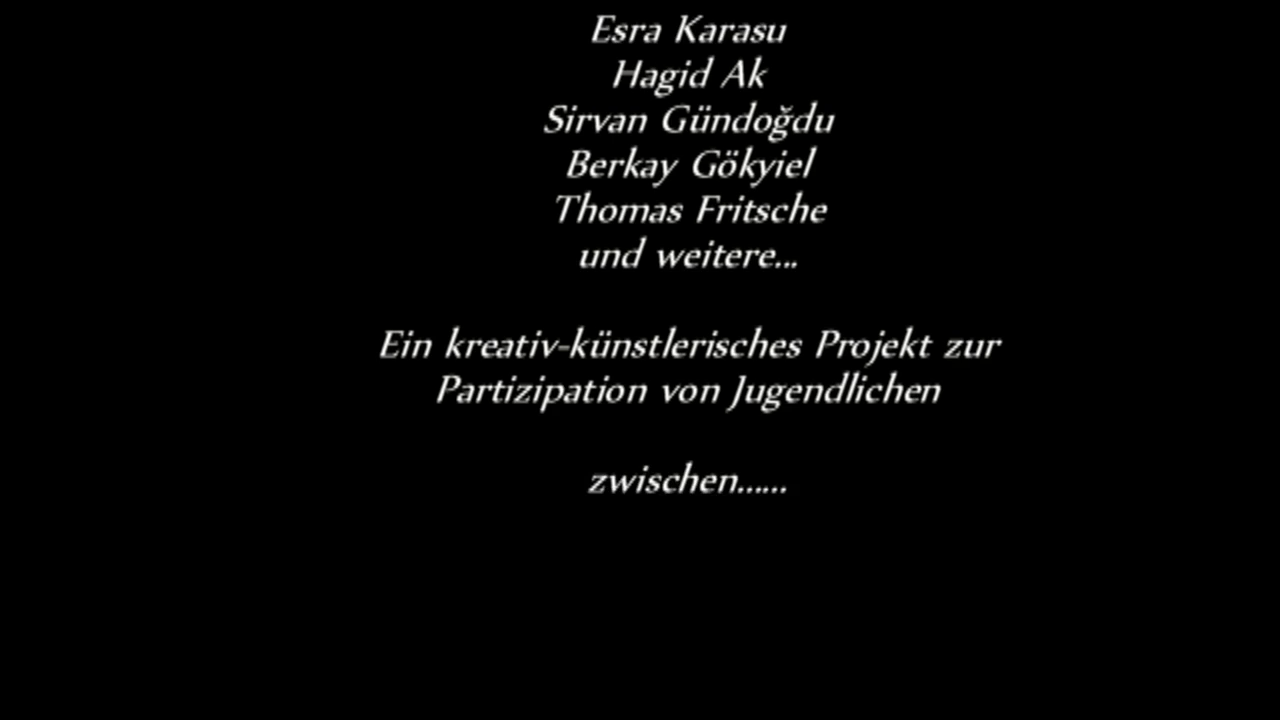 Esra Karasu
Hagid Ak
Sirvan Gündoğdu
Berkay Gökyiel
Thomas Fritsche
und weitere...
Ein kreativ-künstlerisches Projekt zur
Partizipation von Jugendlichen
zwischen......